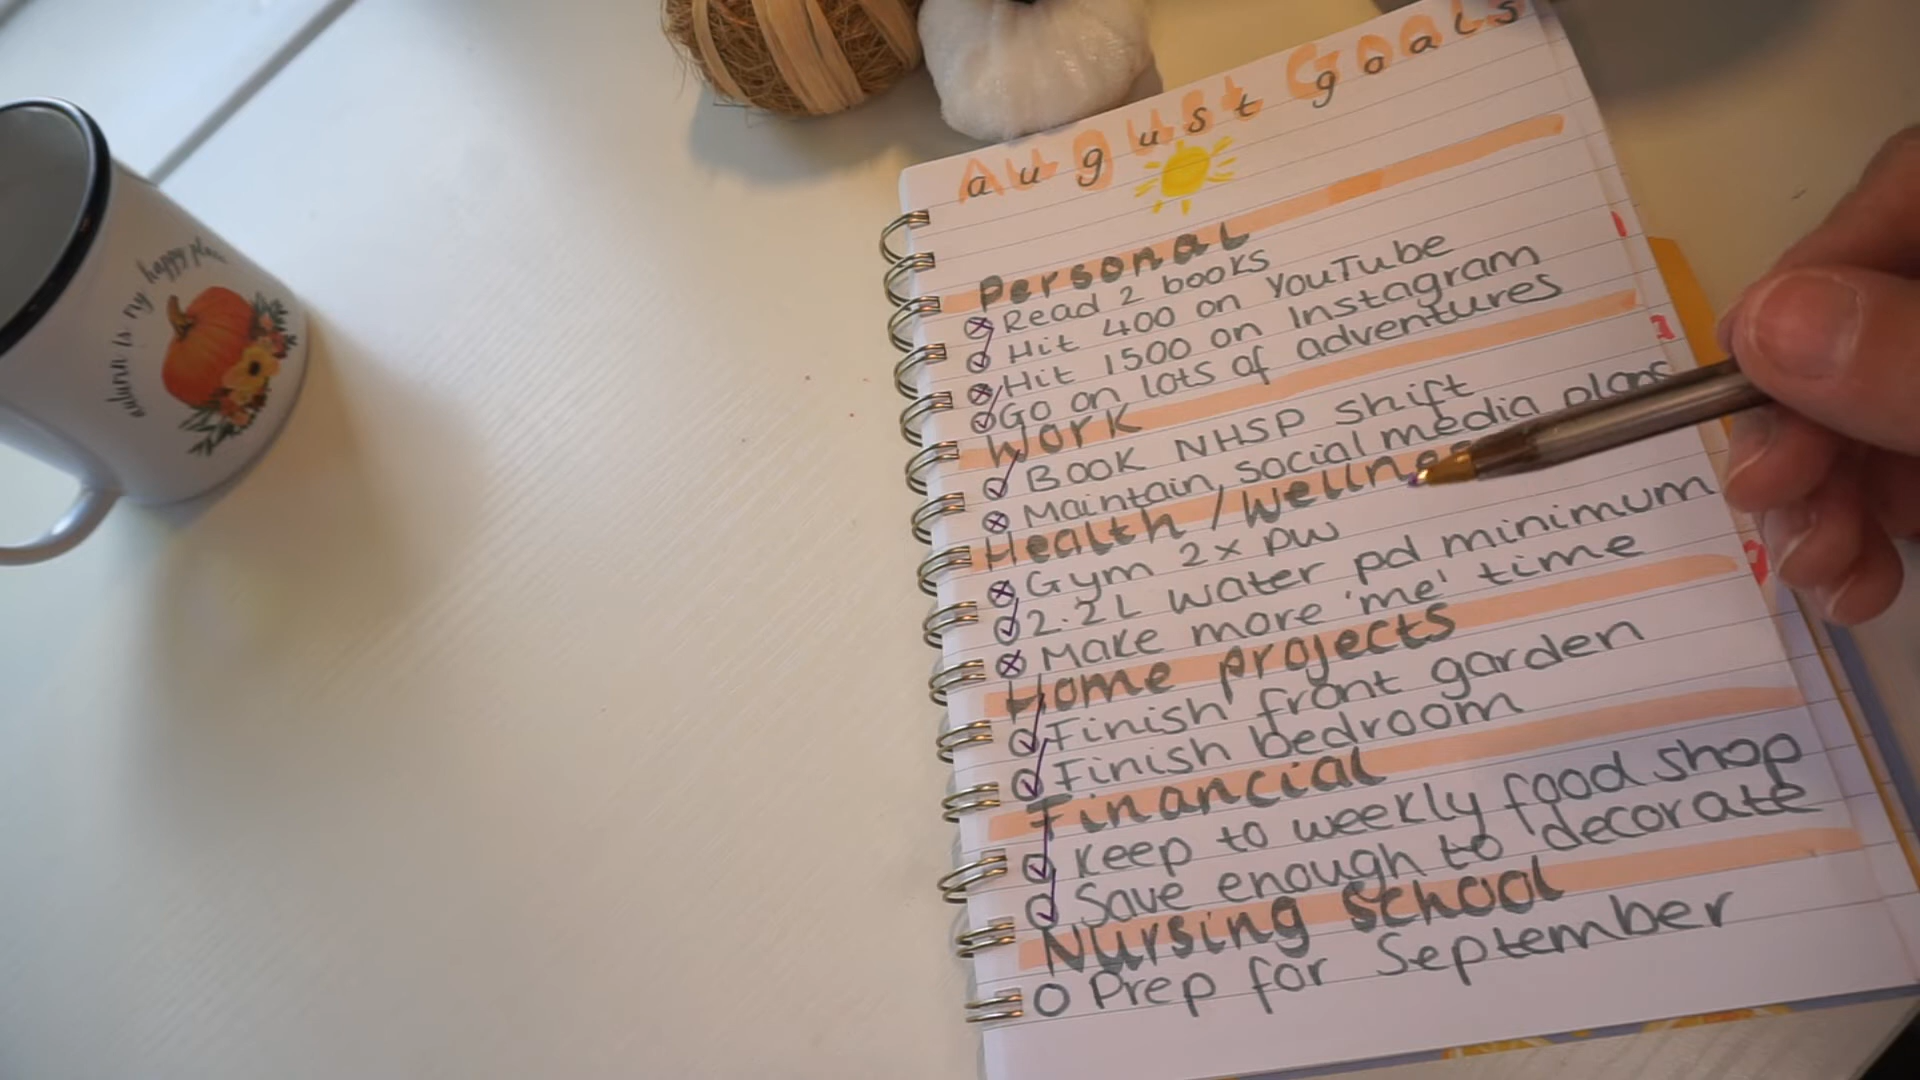 autumn is my happy place
August Goals
august goals
Personal
Read 2 books
Hit 400 on YouTube
Hit 1500 on Instagram
Go on lots of adventures
Work
Book NHSP shift
Maintain social media plans
Health/Wellness
Gym 2x pw
2.2L water pd minimum
Make more 'me' time
Home projects
Finish front garden
Finish bedroom
Financial
Keep to weekly food shop
Save enough to decorate
Nursing School
Prep for September